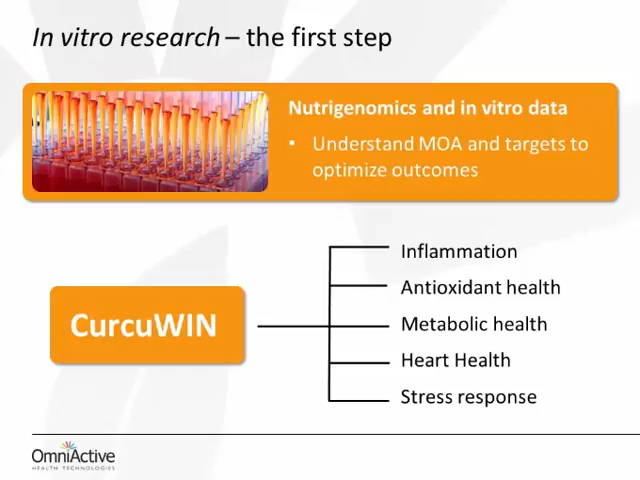 In vitro research – the first step
Nutrigenomics and in vitro data
• Understand MOA and targets to
optimize outcomes
CurcuWIN
Inflammation
Antioxidant health
Metabolic health
Heart Health
Stress response
OmniActive
HEALTH TECHNOLOGIES